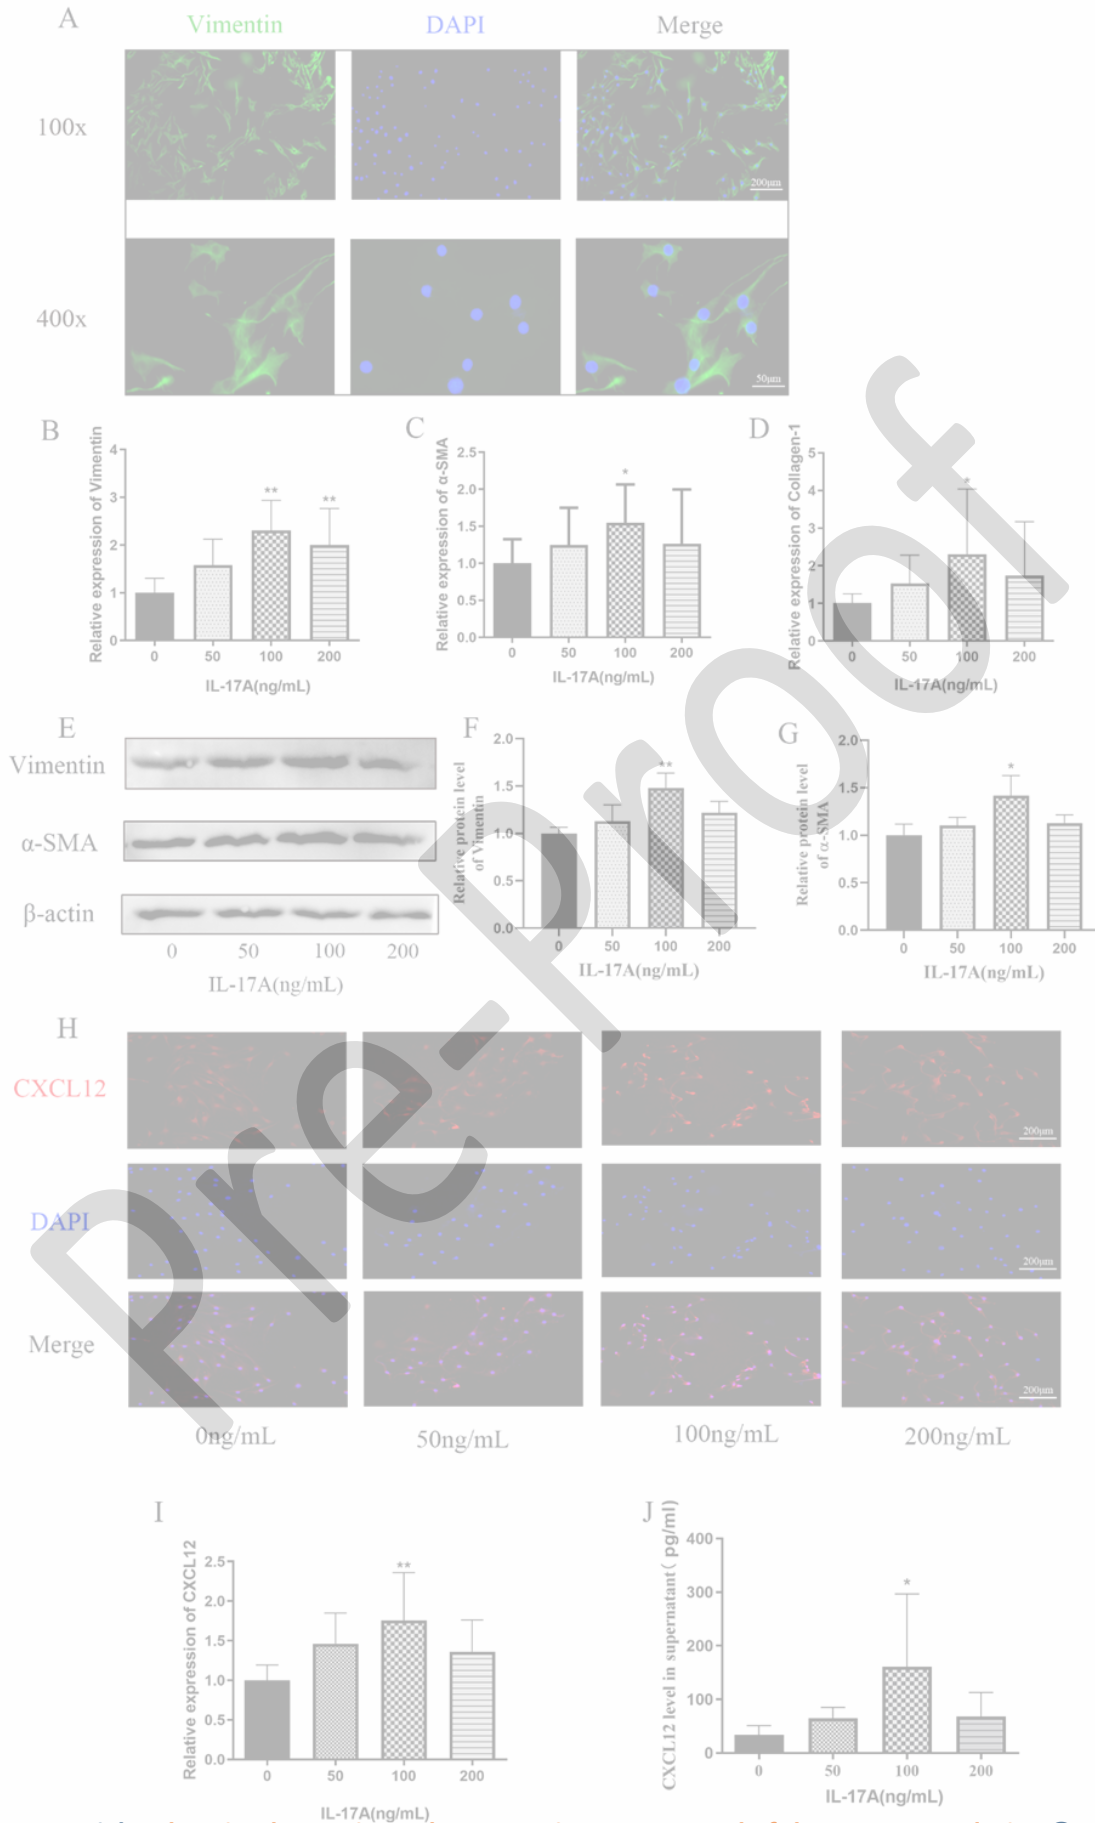 A
Vimentin DAPI Merge
100x
200μm
400x
50μm
B
Relative expression of Vimentin
4
3
2
1
0
** **
0 50 100 200
IL-17A(ng/mL)
C
Relative expression of α-SMA
2.5
2.0
1.5
1.0
0.5
0.0
*
0 50 100 200
IL-17A(ng/mL)
D
Relative expression of Collagen-1
5
4
3
2
1
0
*
0 50 100 200
IL-17A(ng/mL)
E
Vimentin
α-SMA
β-actin
0 50 100 200
IL-17A(ng/mL)
F
Relative protein level
of Vimentin
2.0
1.5
1.0
0.5
0.0
**
0 50 100 200
IL-17A(ng/mL)
G
Relative protein level
of α-SMA
2.0
1.5
1.0
0.5
0.0
*
0 50 100 200
IL-17A(ng/mL)
H
CXCL12
200μm
DAPI
200μm
Merge
200μm
0ng/mL 50ng/mL 100ng/mL 200ng/mL
I
Relative expression of CXCL12
2.5
2.0
1.5
1.0
0.5
0.0
**
0 50 100 200
IL-17A(ng/mL)
J
CXCL12 level in supernatant( pg/ml)
400
300
200
100
0
*
0 50 100 200
IL-17A(ng/mL)
Pre-Proof